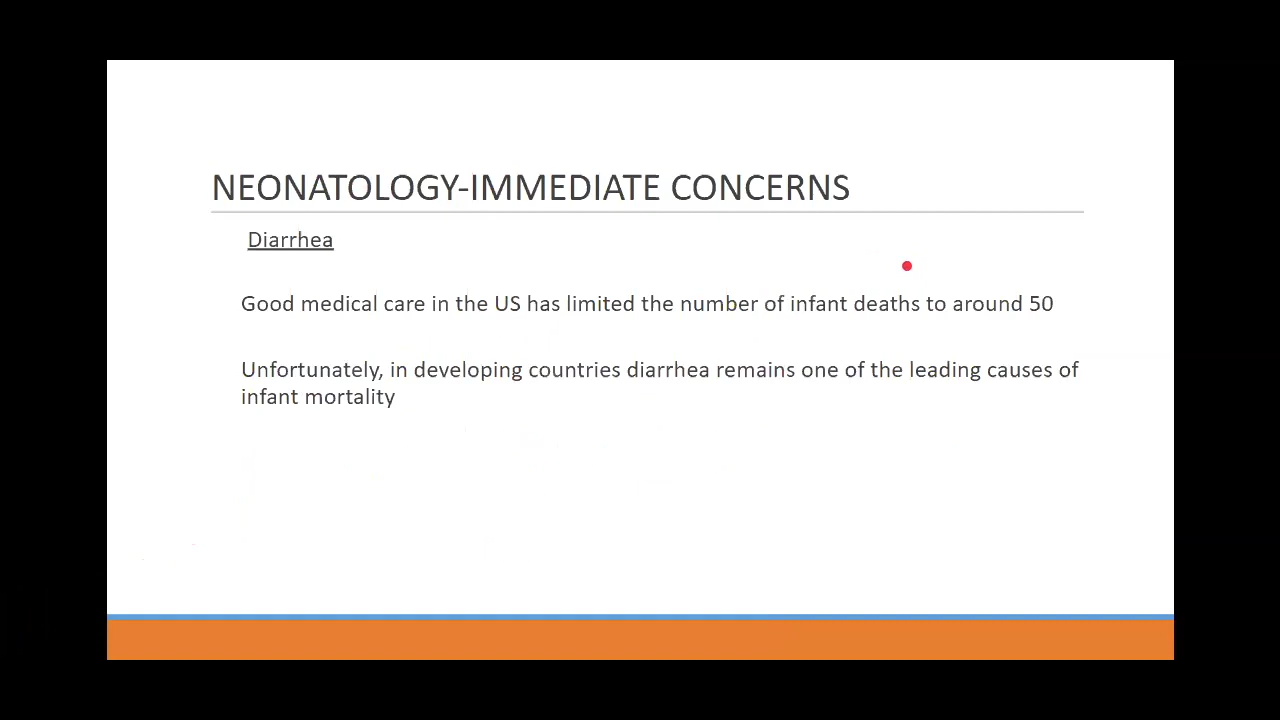 NEONATOLOGY-IMMEDIATE CONCERNS
Diarrhea
Good medical care in the US has limited the number of infant deaths to around 50
Unfortunately, in developing countries diarrhea remains one of the leading causes of
infant mortality